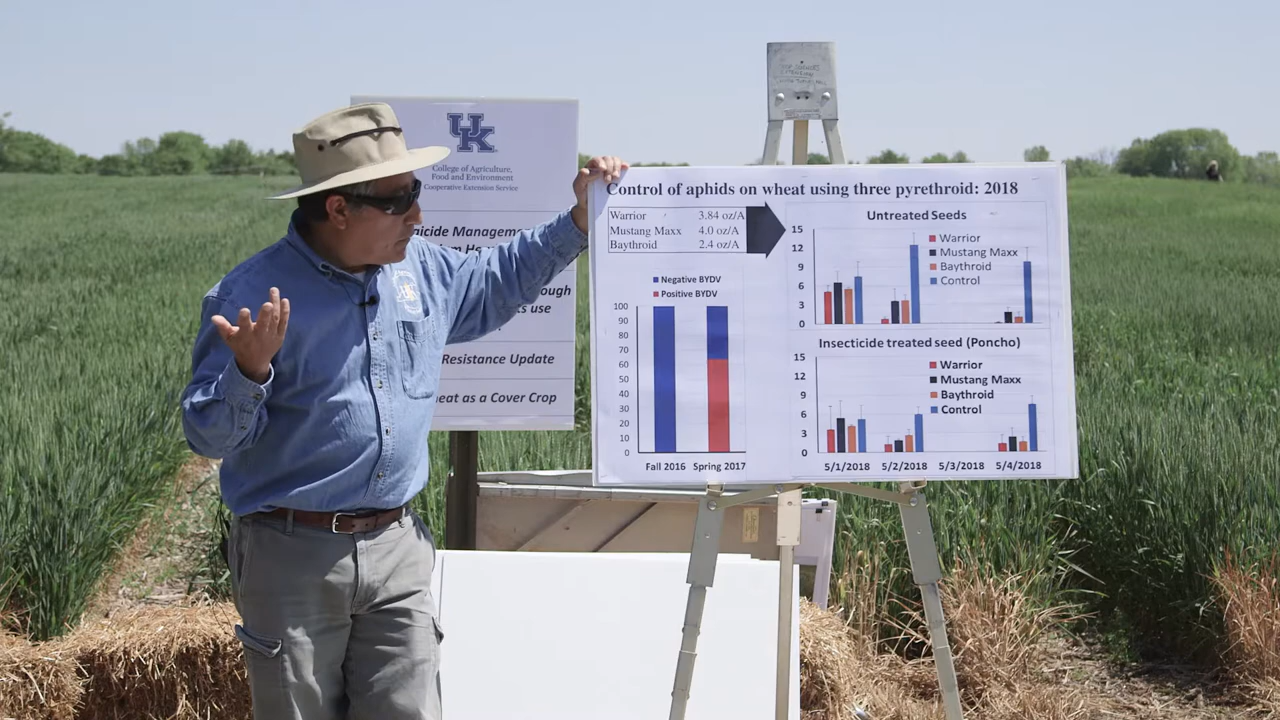 UK
College of Agriculture,
Food and Environment
Cooperative Extension Service
ough
use
Resistance Update
eat as a Cover Crop
Control of aphids on wheat using three pyrethroid: 2018
Warrior 3.84 oz/A
Mustang Maxx 4.0 oz/A
Baythroid 2.4 oz/A
Negative BYDV
Positive BYDV
100
90
80
70
60
50
40
30
20
10
0
Fall 2016 Spring 2017
Untreated Seeds
15
12
9
6
3
0
Warrior
Mustang Maxx
Baythroid
Control
Insecticide treated seed (Poncho)
15
12
9
6
3
0
Warrior
Mustang Maxx
Baythroid
Control
5/1/2018 5/2/2018 5/3/2018 5/4/2018